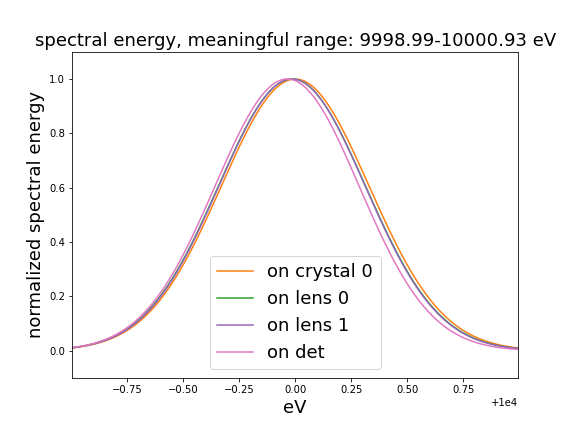 spectral energy, meaningful range: 9998.99-10000.93 eV
normalized spectral energy
1.0
0.8
0.6
0.4
0.2
0.0
on crystal 0
on lens 0
on lens 1
on det
−0.75
−0.50
−0.25
0.00
0.25
0.50
0.75
+1e4
eV